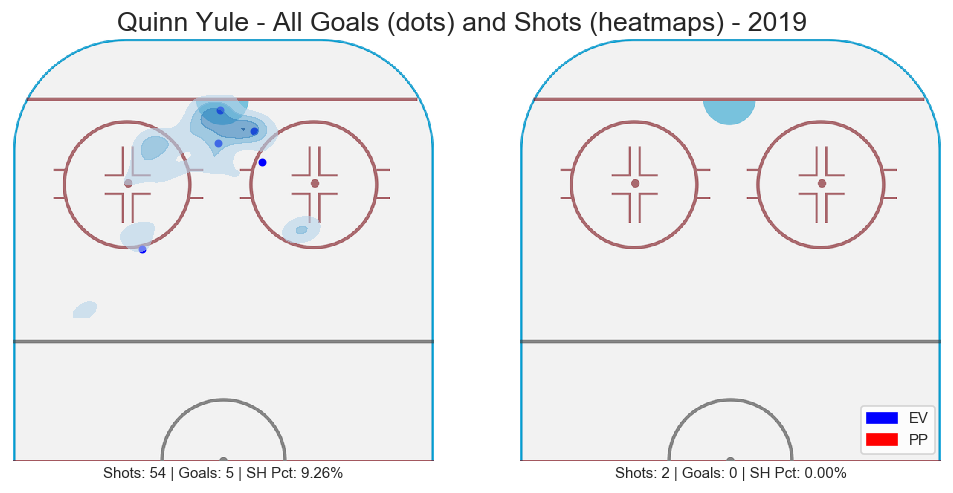 Quinn Yule - All Goals (dots) and Shots (heatmaps) - 2019
EV
PP
Shots: 54 | Goals: 5 | SH Pct: 9.26%
Shots: 2 | Goals: 0 | SH Pct: 0.00%